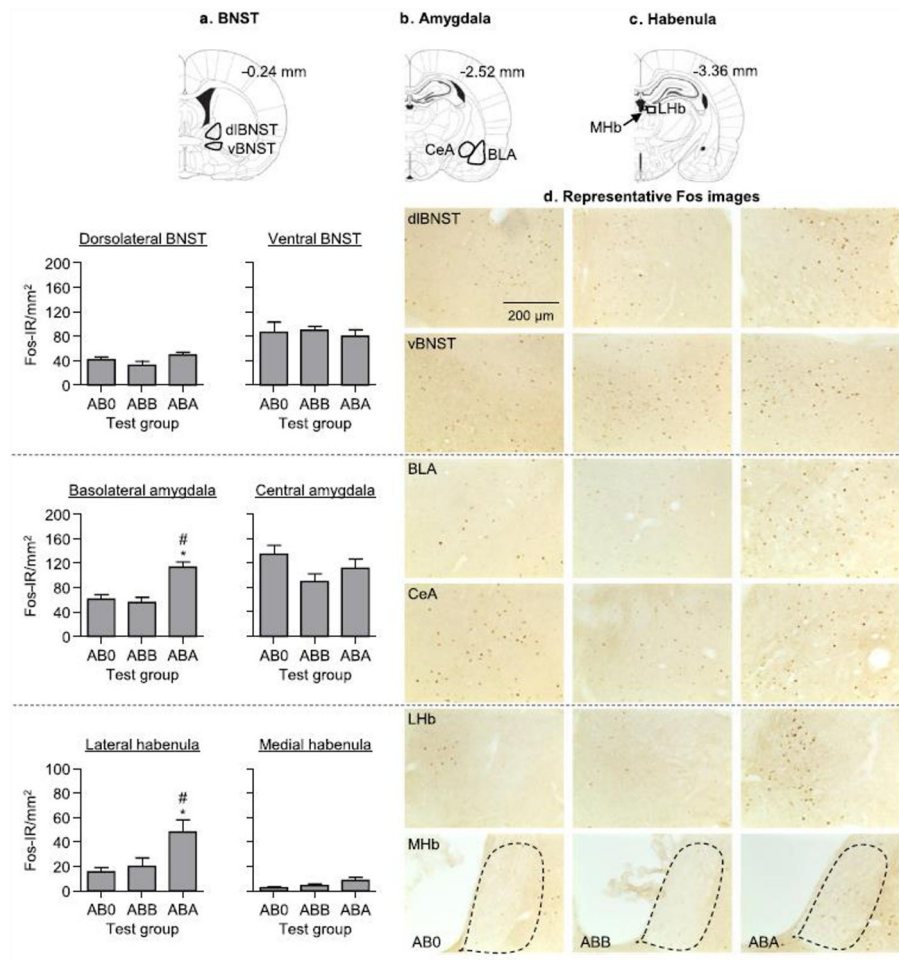 a. BNST
b. Amygdala
c. Habenula
-0.24 mm
-2.52 mm
-3.36 mm
dlBNST
vBNST
CeA
BLA
LHb
MHb
d. Representative Fos images
Dorsolateral BNST
Ventral BNST
Fos-IR/mm²
200
160
120
80
40
0
AB0 ABB ABA
AB0 ABB ABA
Test group
Test group
dlBNST
200 µm
vBNST
Basolateral amygdala
Central amygdala
Fos-IR/mm²
200
160
120
80
40
0
#
*
AB0 ABB ABA
AB0 ABB ABA
Test group
Test group
BLA
CeA
Lateral habenula
Medial habenula
Fos-IR/mm²
100
80
60
40
20
0
#
*
AB0 ABB ABA
AB0 ABB ABA
Test group
Test group
LHb
MHb
AB0
ABB
ABA